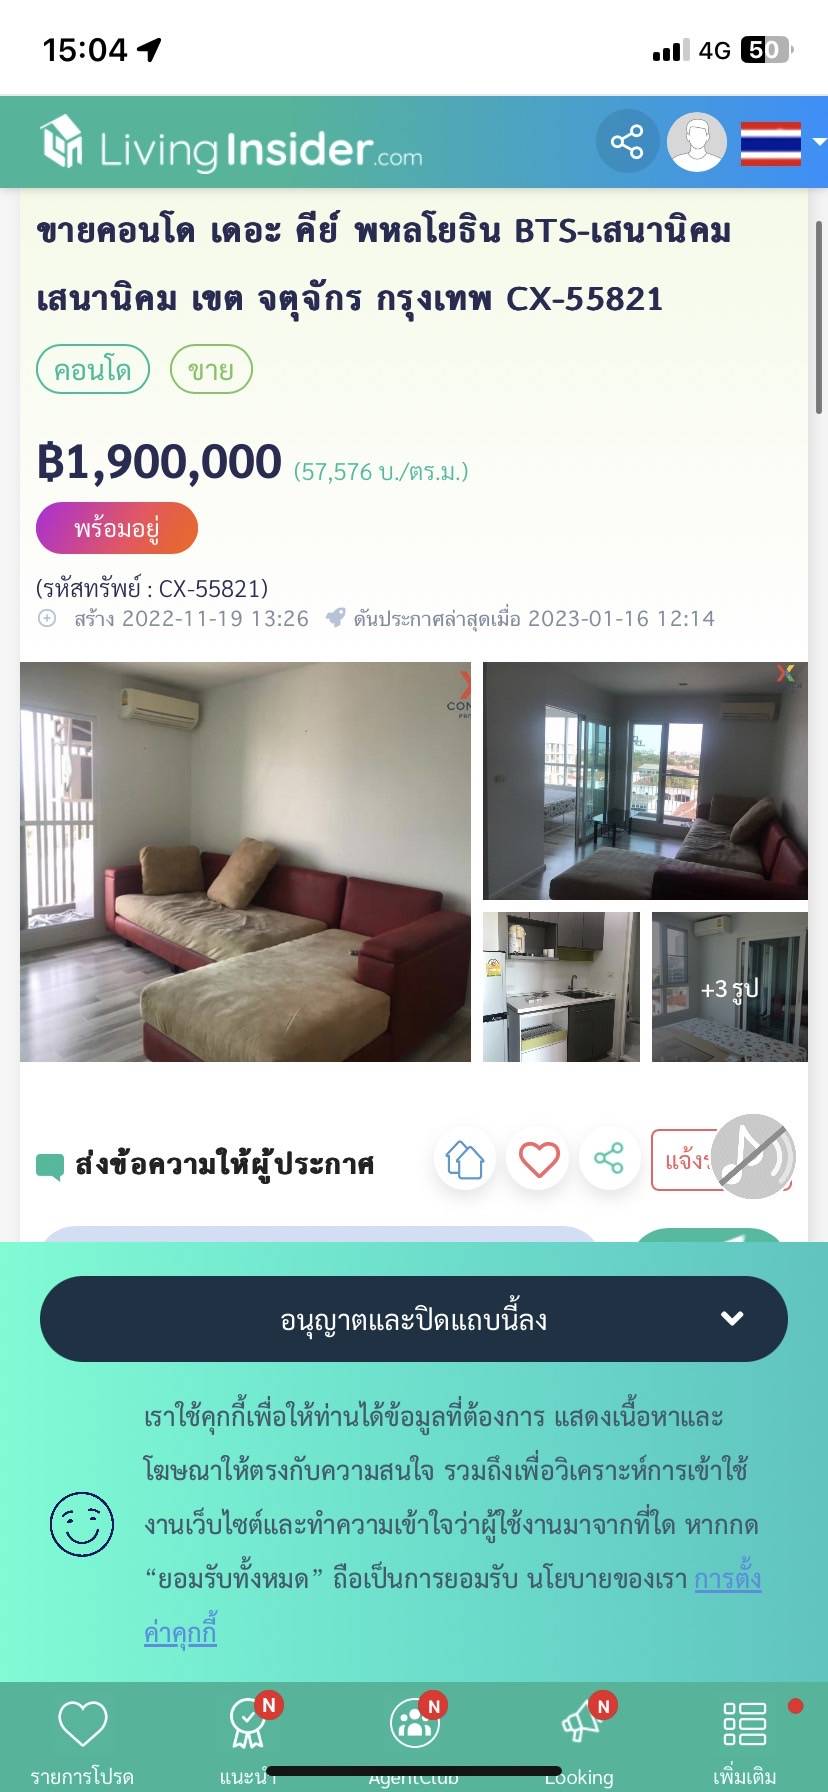 15:04
4G 50
LivingInsider.com
ขายคอนโด เดอะ คีย์ พหลโยธิน BTS-เสนานิคม
เสนานิคม เขต จตุจักร กรุงเทพ CX-55821
คอนโด ขาย
฿1,900,000 (57,576 บ./ตร.ม.)
พร้อมอยู่
(รหัสทรัพย์ : CX-55821)
สร้าง 2022-11-19 13:26 ดันประกาศล่าสุดเมื่อ 2023-01-16 12:14
+3 รูป
ส่งข้อความให้ผู้ประกาศ
อนุญาตและปิดแถบนี้ลง
เราใช้คุกกี้เพื่อให้ท่านได้ข้อมูลที่ต้องการ แสดงเนื้อหาและ
โฆษณาให้ตรงกับความสนใจ รวมถึงเพื่อวิเคราะห์การเข้าใช้
งานเว็บไซต์และทำความเข้าใจว่าผู้ใช้งานมาจากที่ใด หากกด
“ยอมรับทั้งหมด” ถือเป็นการยอมรับ นโยบายของเรา การตั้ง
ค่าคุกกี้
N N N
รายการโปรด แนะนำ AgentClub Looking เพิ่มเติม